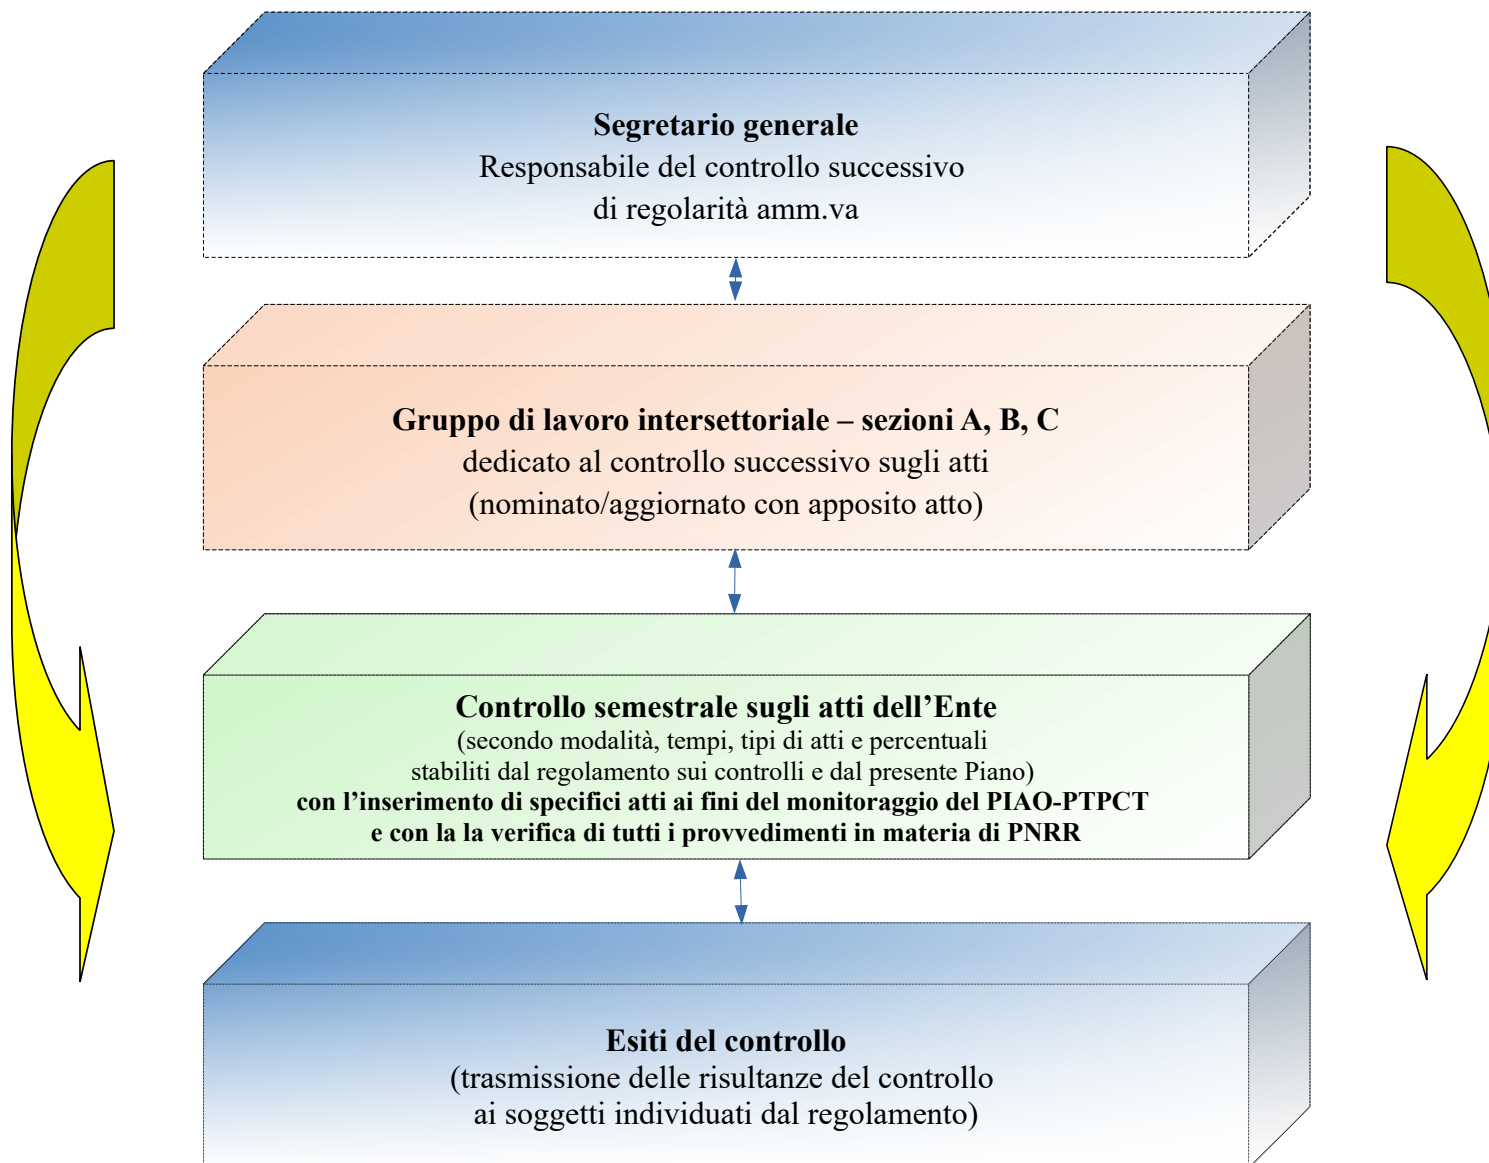 Segretario generale
Responsabile del controllo successivo
di regolarità amm.va
Gruppo di lavoro intersettoriale – sezioni A, B, C
dedicato al controllo successivo sugli atti
(nominato/aggiornato con apposito atto)
Controllo semestrale sugli atti dell’Ente
(secondo modalità, tempi, tipi di atti e percentuali
stabiliti dal regolamento sui controlli e dal presente Piano)
con l’inserimento di specifici atti ai fini del monitoraggio del PIAO-PTPCT
e con la la verifica di tutti i provvedimenti in materia di PNRR
Esiti del controllo
(trasmissione delle risultanze del controllo
ai soggetti individuati dal regolamento)